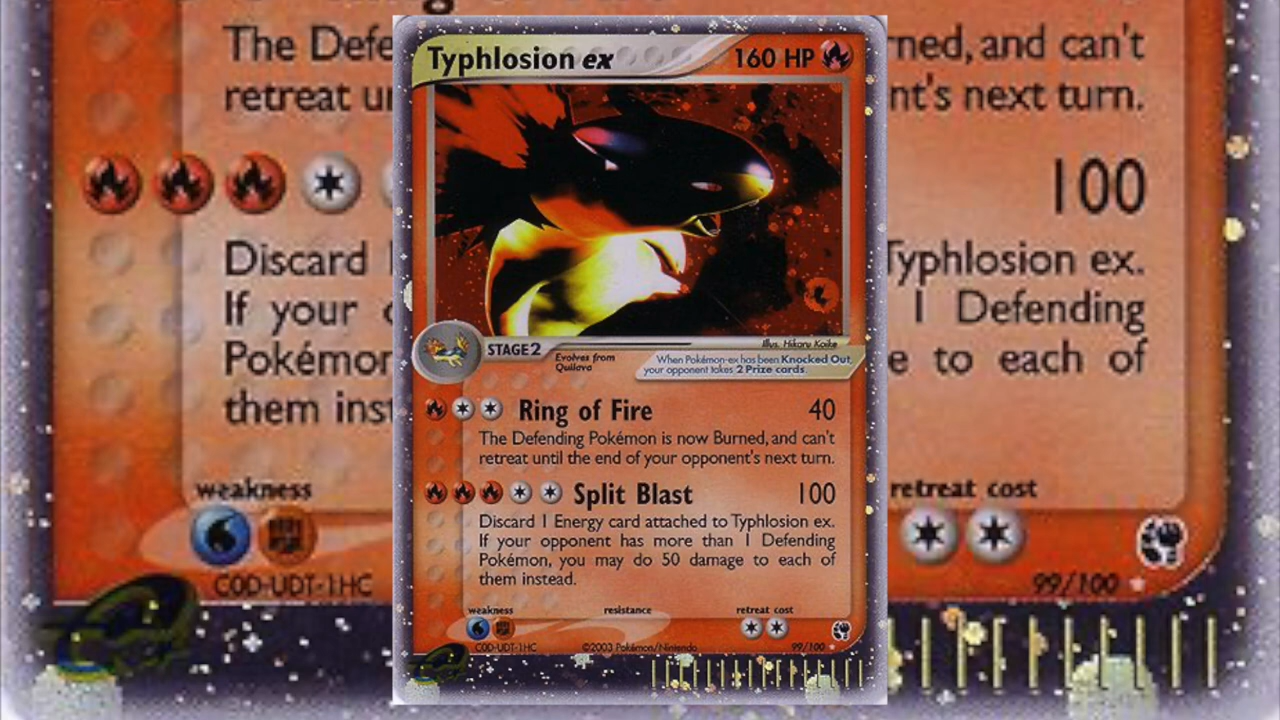 The Defe
rned, and can't
retreat u
nt's next turn.
100
Discard
Typhlosion ex.
If your
1 Defending
Pokémon
e to each of
them inst
weakness
retreat cost
C0D-UDT-1HC
99/100
Typhlosion ex
160 HP
Illus. Hikaru Koike
STAGE2
Evolves from
Quilava
When Pokémon-ex has been Knocked Out,
your opponent takes 2 Prize cards.
Ring of Fire 40
The Defending Pokémon is now Burned, and can't
retreat until the end of your opponent's next turn.
Split Blast 100
Discard 1 Energy card attached to Typhlosion ex.
If your opponent has more than 1 Defending
Pokémon, you may do 50 damage to each of
them instead.
weakness resistance retreat cost
C0D-UDT-1HC ©2003 Pokémon/Nintendo 99/100